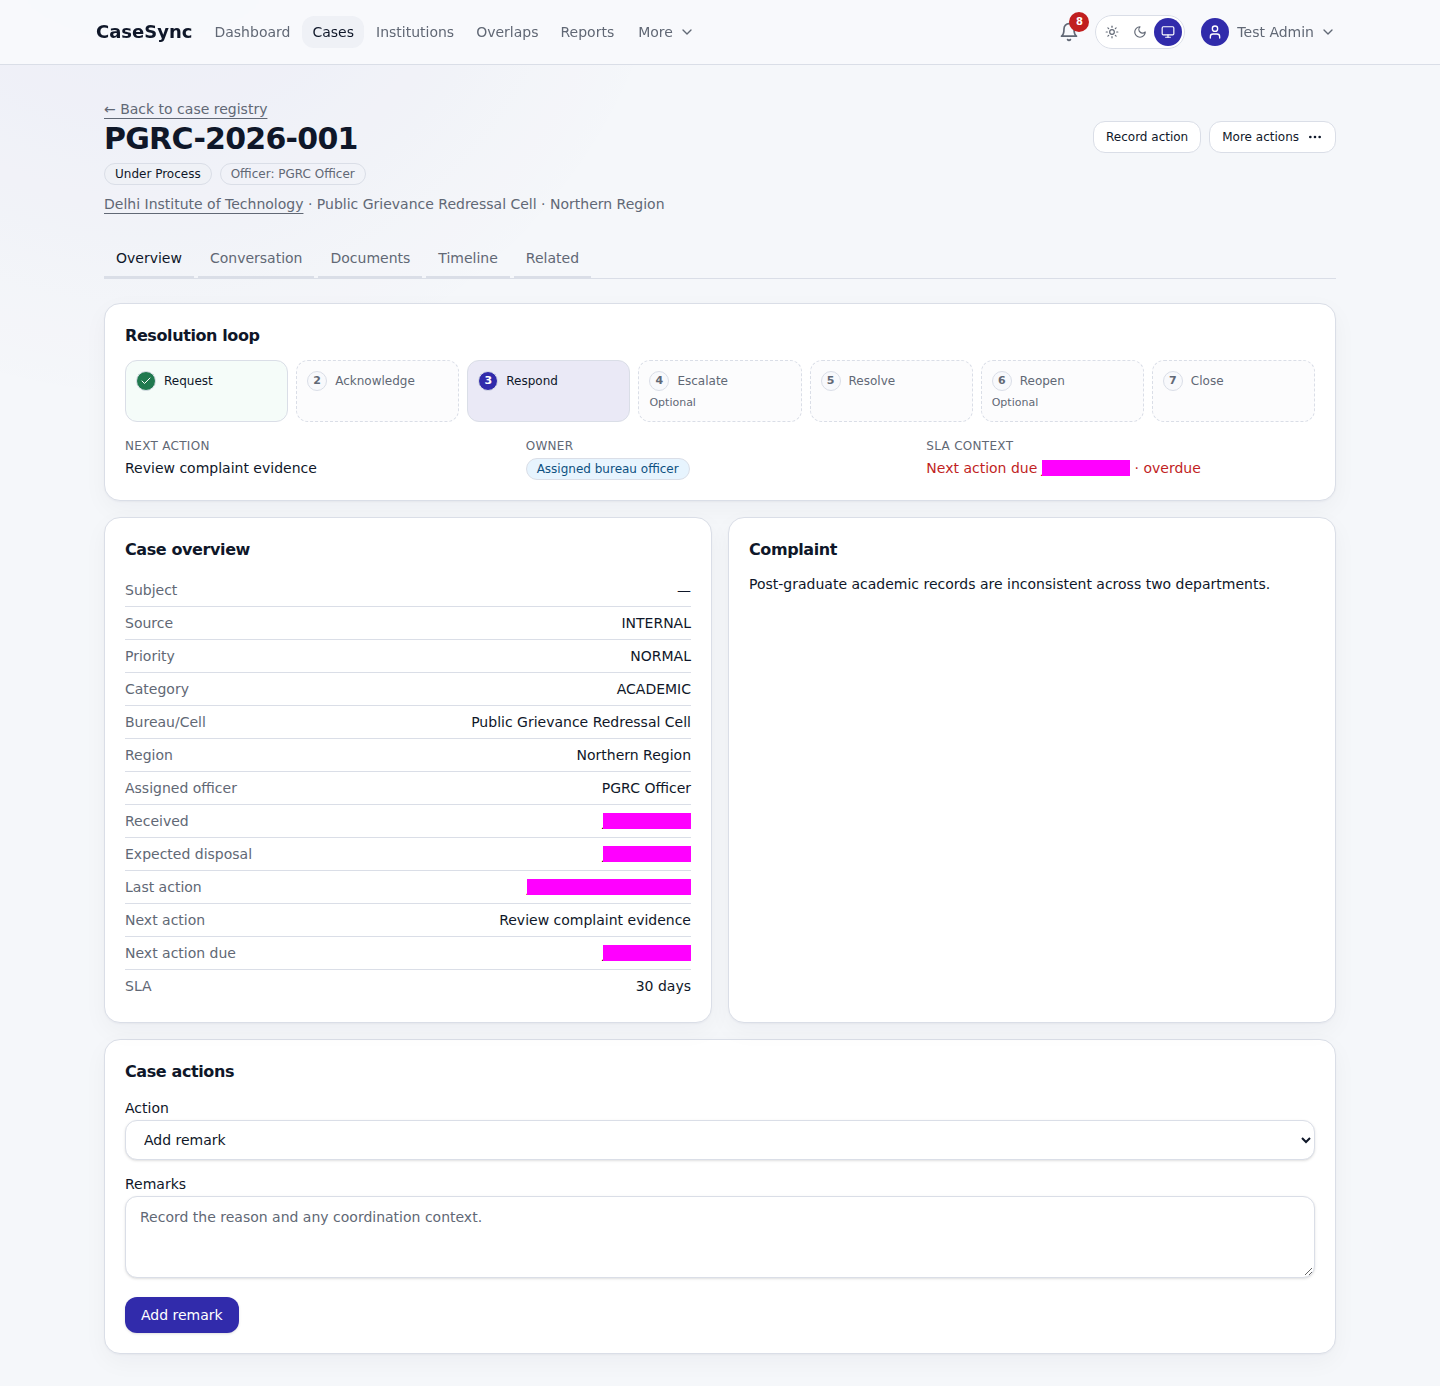 CaseSync Dashboard Cases Institutions Overlaps Reports More 8 Test Admin
← Back to case registry
PGRC-2026-001
Record action More actions ···
Under Process Officer: PGRC Officer
Delhi Institute of Technology · Public Grievance Redressal Cell · Northern Region
Overview Conversation Documents Timeline Related
Resolution loop
Request 2 Acknowledge 3 Respond 4 Escalate 5 Resolve 6 Reopen 7 Close
Optional Optional
NEXT ACTION OWNER SLA CONTEXT
Review complaint evidence Assigned bureau officer Next action due · overdue
Case overview
Subject —
Source INTERNAL
Priority NORMAL
Category ACADEMIC
Bureau/Cell Public Grievance Redressal Cell
Region Northern Region
Assigned officer PGRC Officer
Received
Expected disposal
Last action
Next action Review complaint evidence
Next action due
SLA 30 days
Complaint
Post-graduate academic records are inconsistent across two departments.
Case actions
Action
Add remark
Remarks
Record the reason and any coordination context.
Add remark